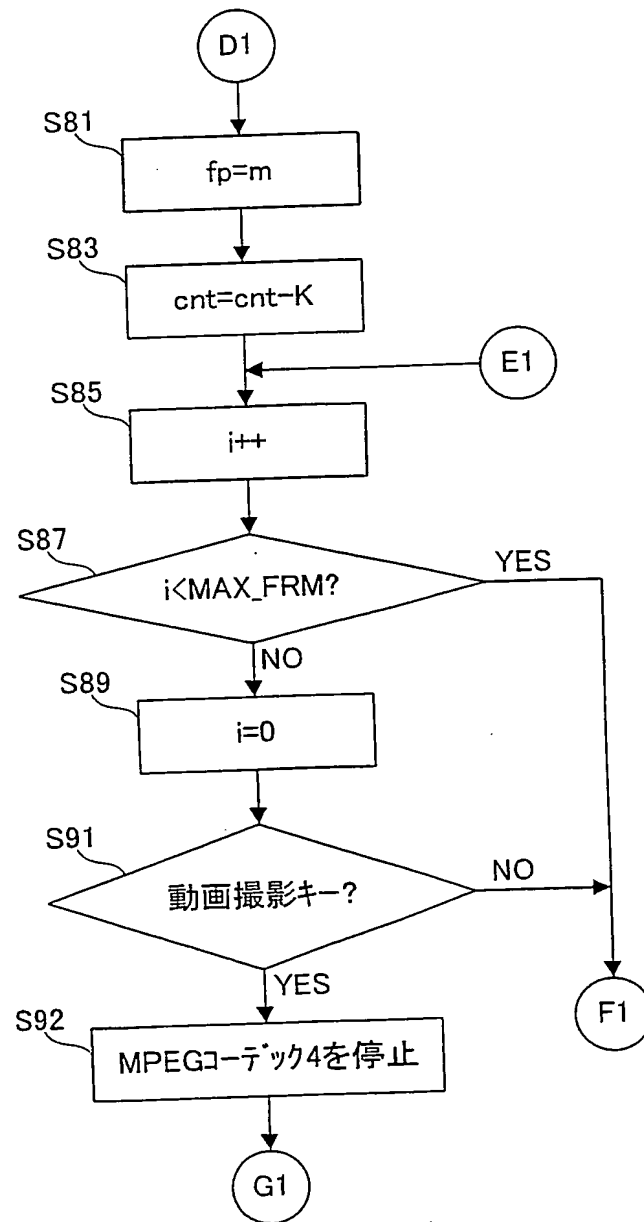 D1
S81
fp=m
S83
cnt=cnt-K
E1
S85
i++
S87
i<MAX_FRM?
YES
NO
S89
i=0
S91
動画撮影キー?
NO
YES
F1
S92
MPEGコーデック4を停止
G1